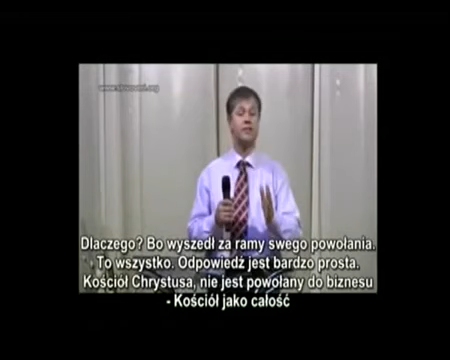 Dlaczego? Bo wyszedł za ramy swego powołania.
To wszystko. Odpowiedź jest bardzo prosta.
Kościół Chrystusa, nie jest powołany do biznesu
- Kościół jako całość